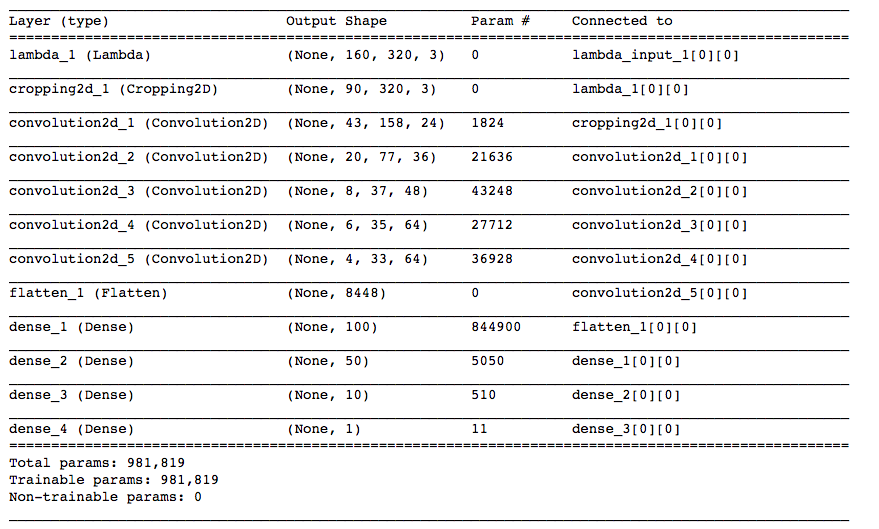 Layer (type) Output Shape Param # Connected to
lambda_1 (Lambda) (None, 160, 320, 3) 0 lambda_input_1[0][0]
cropping2d_1 (Cropping2D) (None, 90, 320, 3) 0 lambda_1[0][0]
convolution2d_1 (Convolution2D) (None, 43, 158, 24) 1824 cropping2d_1[0][0]
convolution2d_2 (Convolution2D) (None, 20, 77, 36) 21636 convolution2d_1[0][0]
convolution2d_3 (Convolution2D) (None, 8, 37, 48) 43248 convolution2d_2[0][0]
convolution2d_4 (Convolution2D) (None, 6, 35, 64) 27712 convolution2d_3[0][0]
convolution2d_5 (Convolution2D) (None, 4, 33, 64) 36928 convolution2d_4[0][0]
flatten_1 (Flatten) (None, 8448) 0 convolution2d_5[0][0]
dense_1 (Dense) (None, 100) 844900 flatten_1[0][0]
dense_2 (Dense) (None, 50) 5050 dense_1[0][0]
dense_3 (Dense) (None, 10) 510 dense_2[0][0]
dense_4 (Dense) (None, 1) 11 dense_3[0][0]
Total params: 981,819
Trainable params: 981,819
Non-trainable params: 0